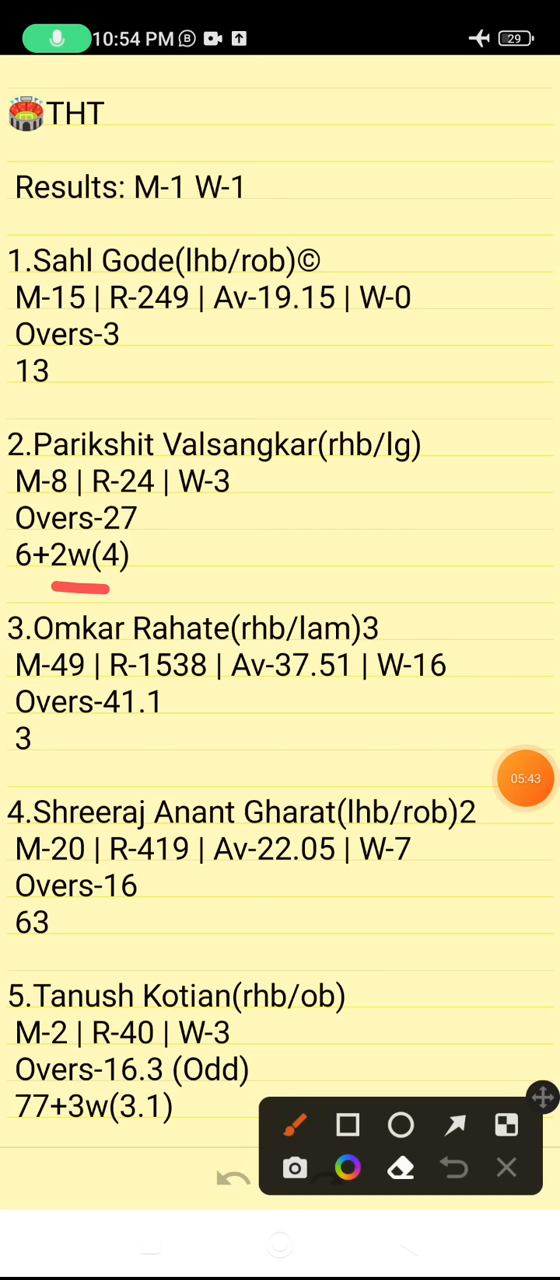 10:54 PM B 29
THT
Results: M-1 W-1
1.Sahl Gode(lhb/rob)©
M-15 | R-249 | Av-19.15 | W-0
Overs-3
13
2.Parikshit Valsangkar(rhb/lg)
M-8 | R-24 | W-3
Overs-27
6+2w(4)
3.Omkar Rahate(rhb/lam)3
M-49 | R-1538 | Av-37.51 | W-16
Overs-41.1
3
05:43
4.Shreeraj Anant Gharat(lhb/rob)2
M-20 | R-419 | Av-22.05 | W-7
Overs-16
63
5.Tanush Kotian(rhb/ob)
M-2 | R-40 | W-3
Overs-16.3 (Odd)
77+3w(3.1)